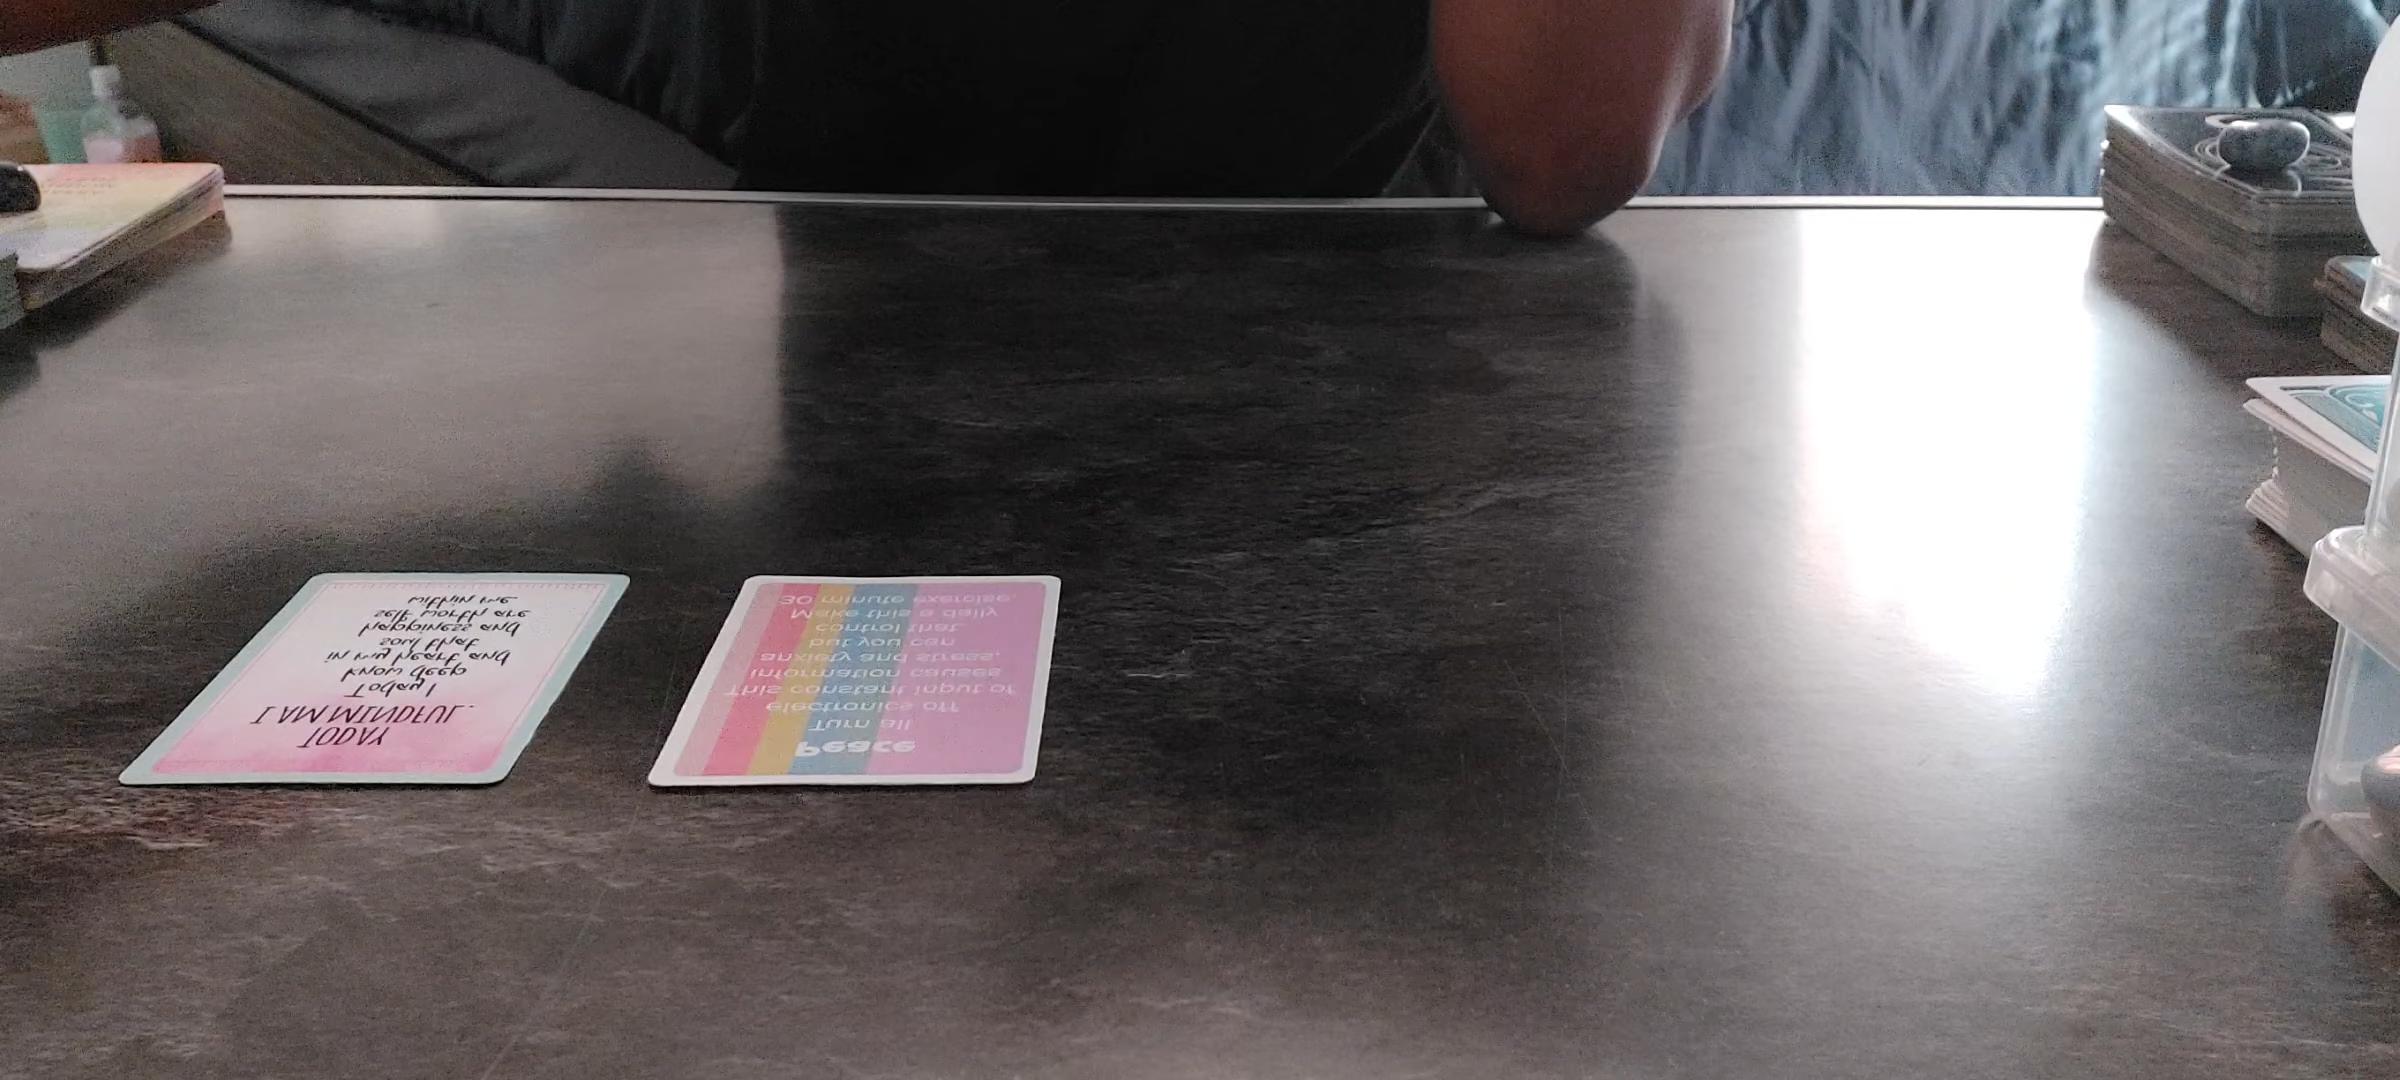 TODAY
I AM MINDFUL.
Today I
know deep
in my heart and
soul that
happiness and
self worth are
within me
Peace
Turn all
electronics off
This constant input of
information causes
anxiety and stress,
but you can
control that.
Make this a daily
30 minute exercise.